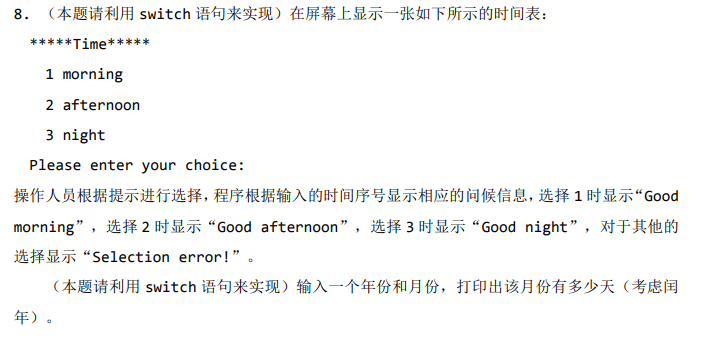 8. （本题请利用 switch 语句来实现）在屏幕上显示一张如下所示的时间表：
*****Time*****
1 morning
2 afternoon
3 night
Please enter your choice:
操作人员根据提示进行选择，程序根据输入的时间序号显示相应的问候信息，选择 1 时显示“Good
morning”，选择 2 时显示“Good afternoon”，选择 3 时显示“Good night”，对于其他的
选择显示“Selection error!”。
（本题请利用 switch 语句来实现）输入一个年份和月份，打印出该月份有多少天（考虑闰
年）。